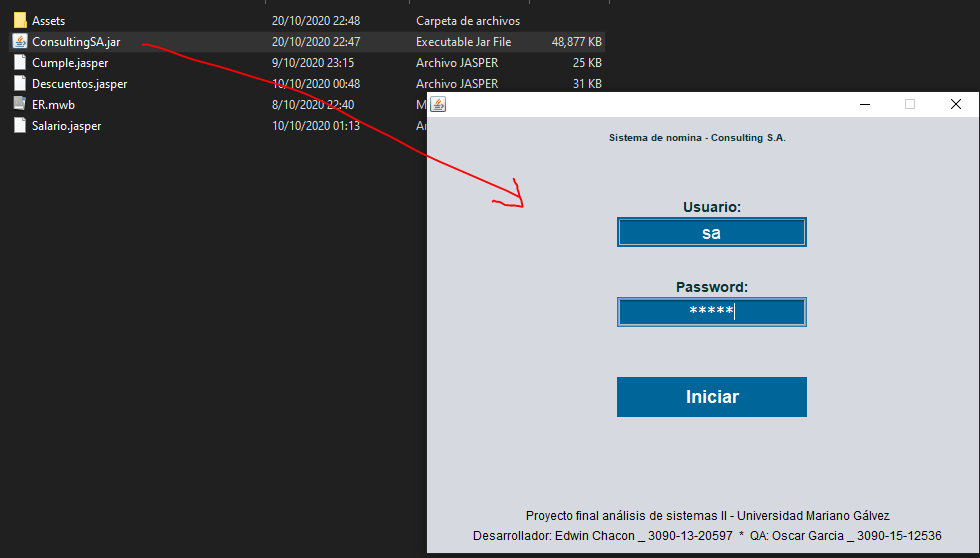 Assets 20/10/2020 22:48 Carpeta de archivos
ConsultingSA.jar 20/10/2020 22:47 Executable Jar File 48,877 KB
Cumple.jasper 9/10/2020 23:15 Archivo JASPER 25 KB
Descuentos.jasper 10/10/2020 00:48 Archivo JASPER 31 KB
ER.mwb 8/10/2020 22:40
Salario.jasper 10/10/2020 01:13
Sistema de nomina - Consulting S.A.
Usuario:
sa
Password:
*****
Iniciar
Proyecto final análisis de sistemas II - Universidad Mariano Gálvez
Desarrollador: Edwin Chacon _ 3090-13-20597 * QA: Oscar Garcia _ 3090-15-12536